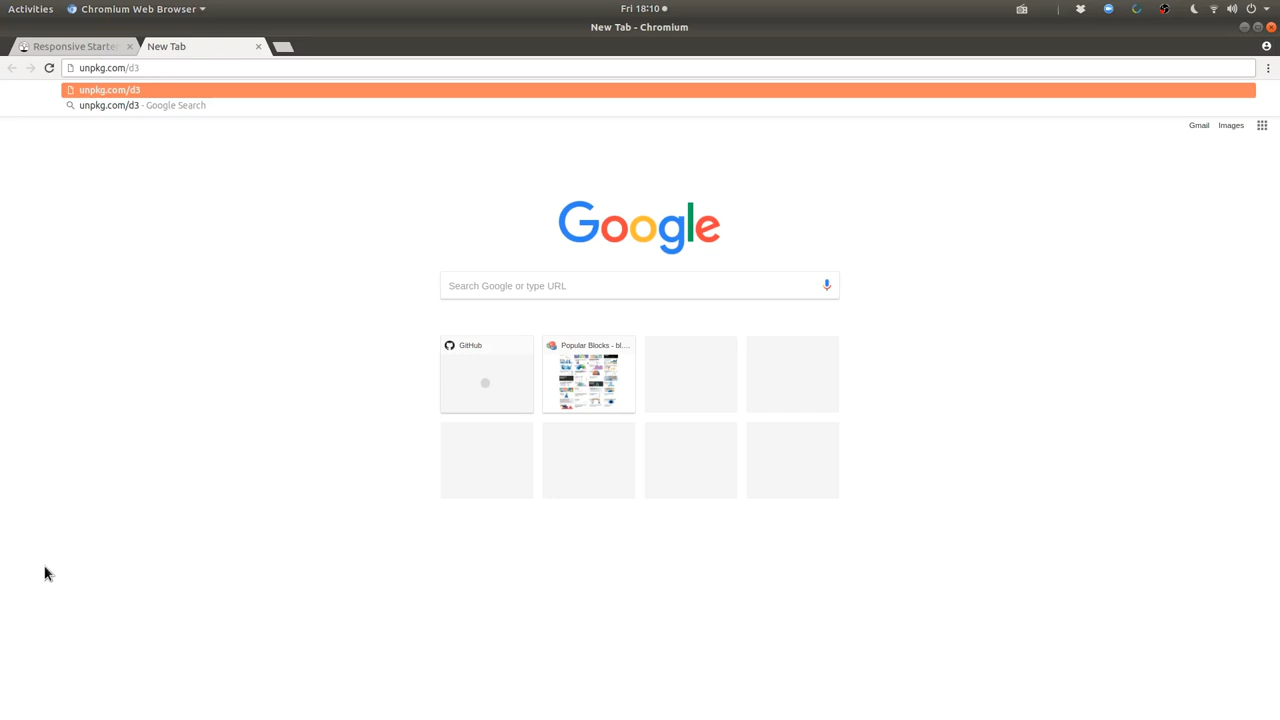 Activities Chromium Web Browser Fri 18:10
New Tab - Chromium
Responsive Starte New Tab
unpkg.com/d3
unpkg.com/d3
unpkg.com/d3 - Google Search
Gmail Images
Google
Search Google or type URL
GitHub Popular Blocks - bl....